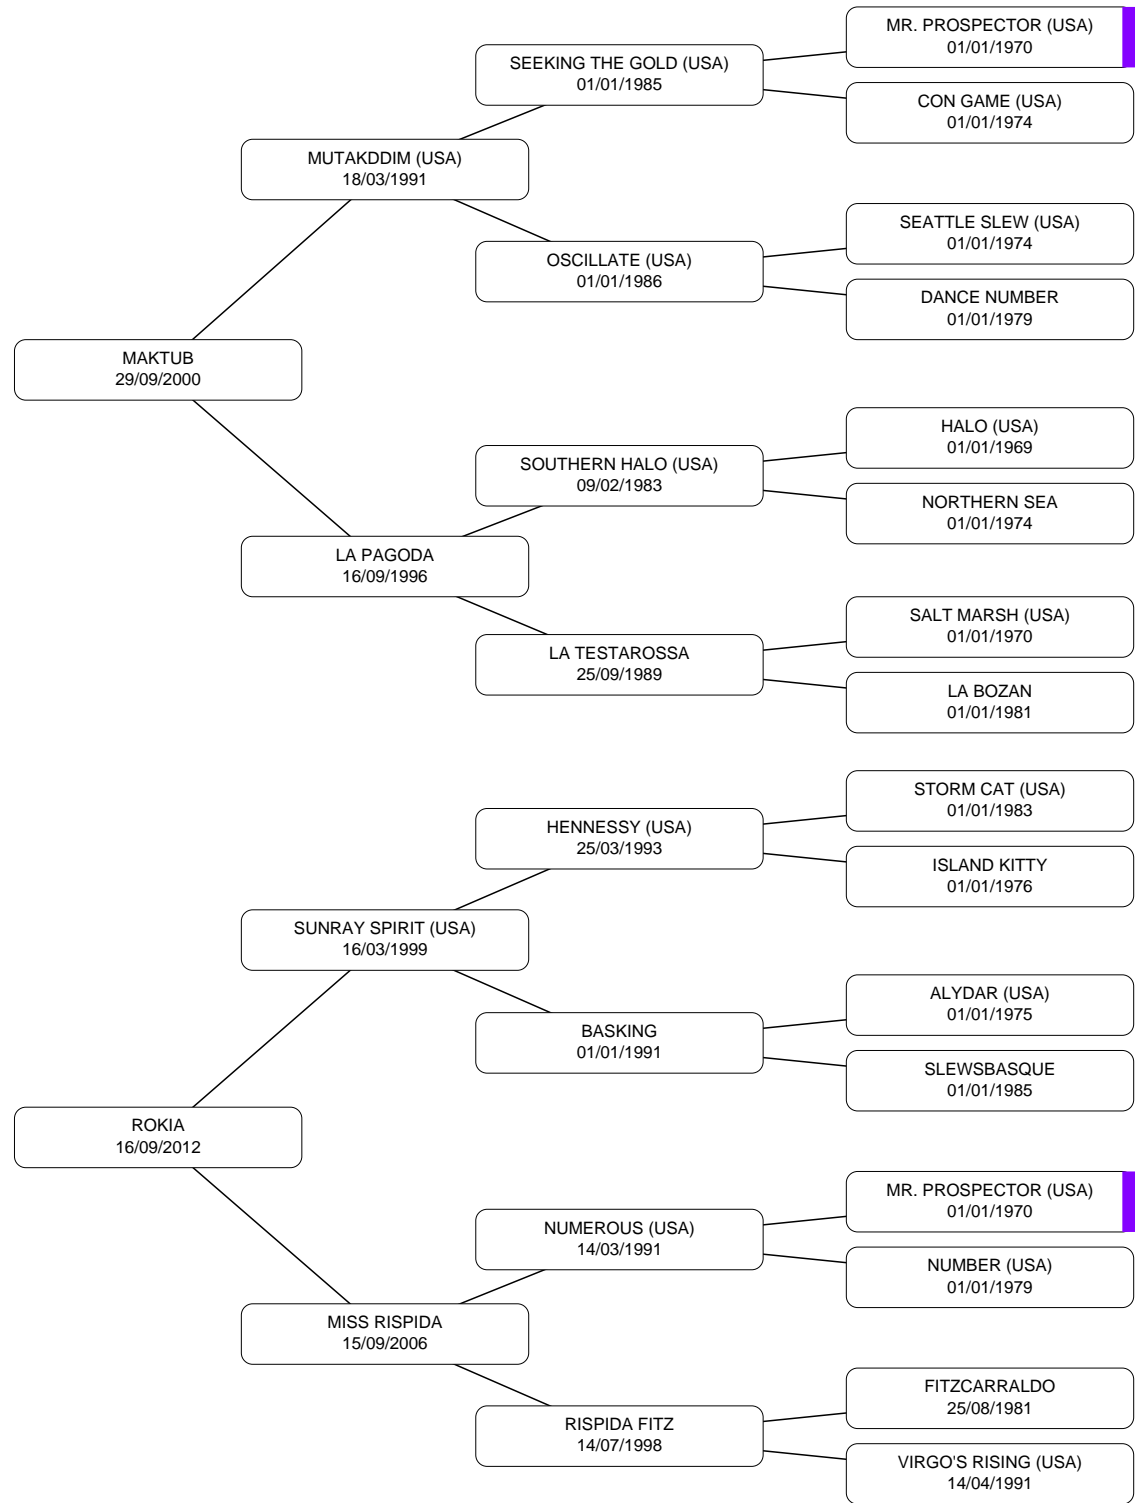 MR. PROSPECTOR (USA)
01/01/1970
SEEKING THE GOLD (USA)
01/01/1985
CON GAME (USA)
01/01/1974
MUTAKDDIM (USA)
18/03/1991
SEATTLE SLEW (USA)
01/01/1974
OSCILLATE (USA)
01/01/1986
DANCE NUMBER
01/01/1979
MAKTUB
29/09/2000
HALO (USA)
01/01/1969
SOUTHERN HALO (USA)
09/02/1983
NORTHERN SEA
01/01/1974
LA PAGODA
16/09/1996
SALT MARSH (USA)
01/01/1970
LA TESTAROSSA
25/09/1989
LA BOZAN
01/01/1981
STORM CAT (USA)
01/01/1983
HENNESSY (USA)
25/03/1993
ISLAND KITTY
01/01/1976
SUNRAY SPIRIT (USA)
16/03/1999
ALYDAR (USA)
01/01/1975
BASKING
01/01/1991
SLEWSBASQUE
01/01/1985
ROKIA
16/09/2012
MR. PROSPECTOR (USA)
01/01/1970
NUMEROUS (USA)
14/03/1991
NUMBER (USA)
01/01/1979
MISS RISPIDA
15/09/2006
FITZCARRALDO
25/08/1981
RISPIDA FITZ
14/07/1998
VIRGO'S RISING (USA)
14/04/1991